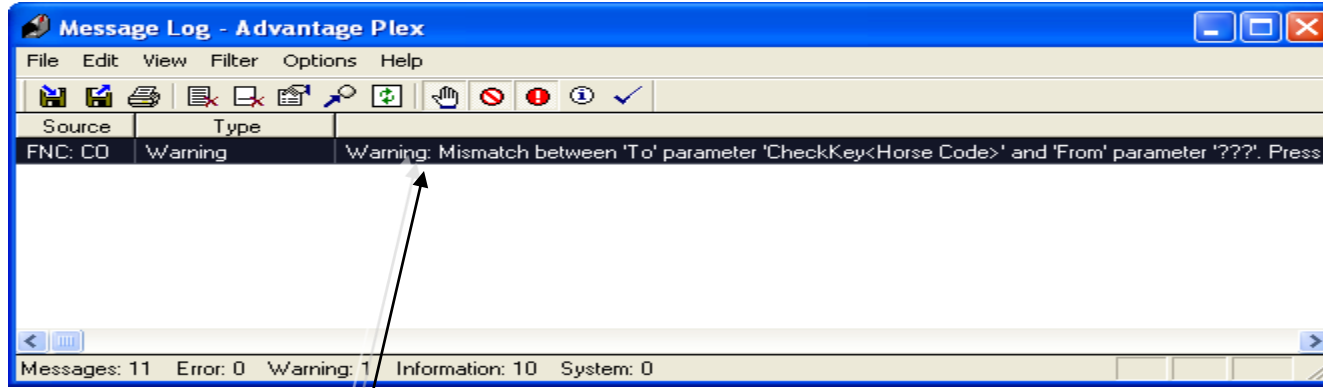 Message Log - Advantage Plex
File Edit View Filter Options Help
Source Type
FNC: CO Warning Warning: Mismatch between 'To' parameter 'CheckKey<Horse Code>' and 'From' parameter '???'. Press
Messages: 11 Error: 0 Warning: 1 Information: 10 System: 0